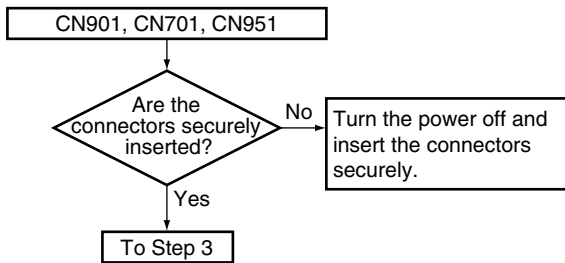 CN901, CN701, CN951
Are the
connectors securely
inserted?
No
Turn the power off and
insert the connectors
securely.
Yes
To Step 3